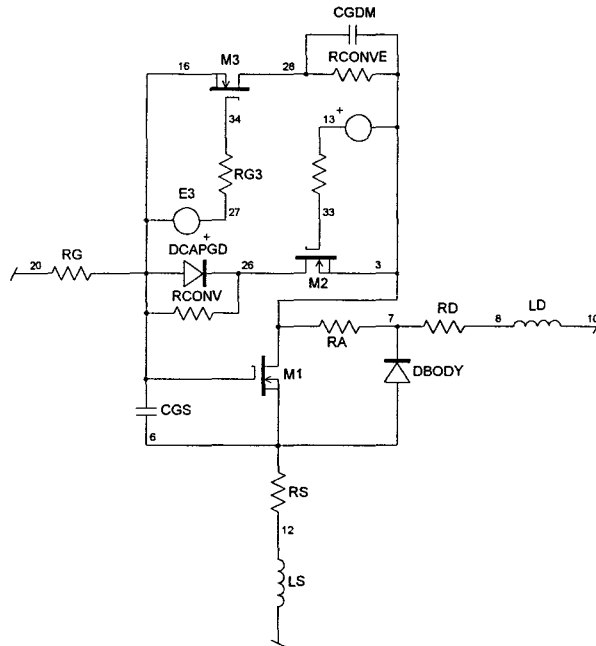 CGDM
16
M3
28
RCONVE
34
13
+
RG3
E3
27
33
+
20
RG
DCAPGD
26
3
M2
RCONV
7
RD
8
LD
10
RA
M1
DBODY
CGS
6
RS
12
LS